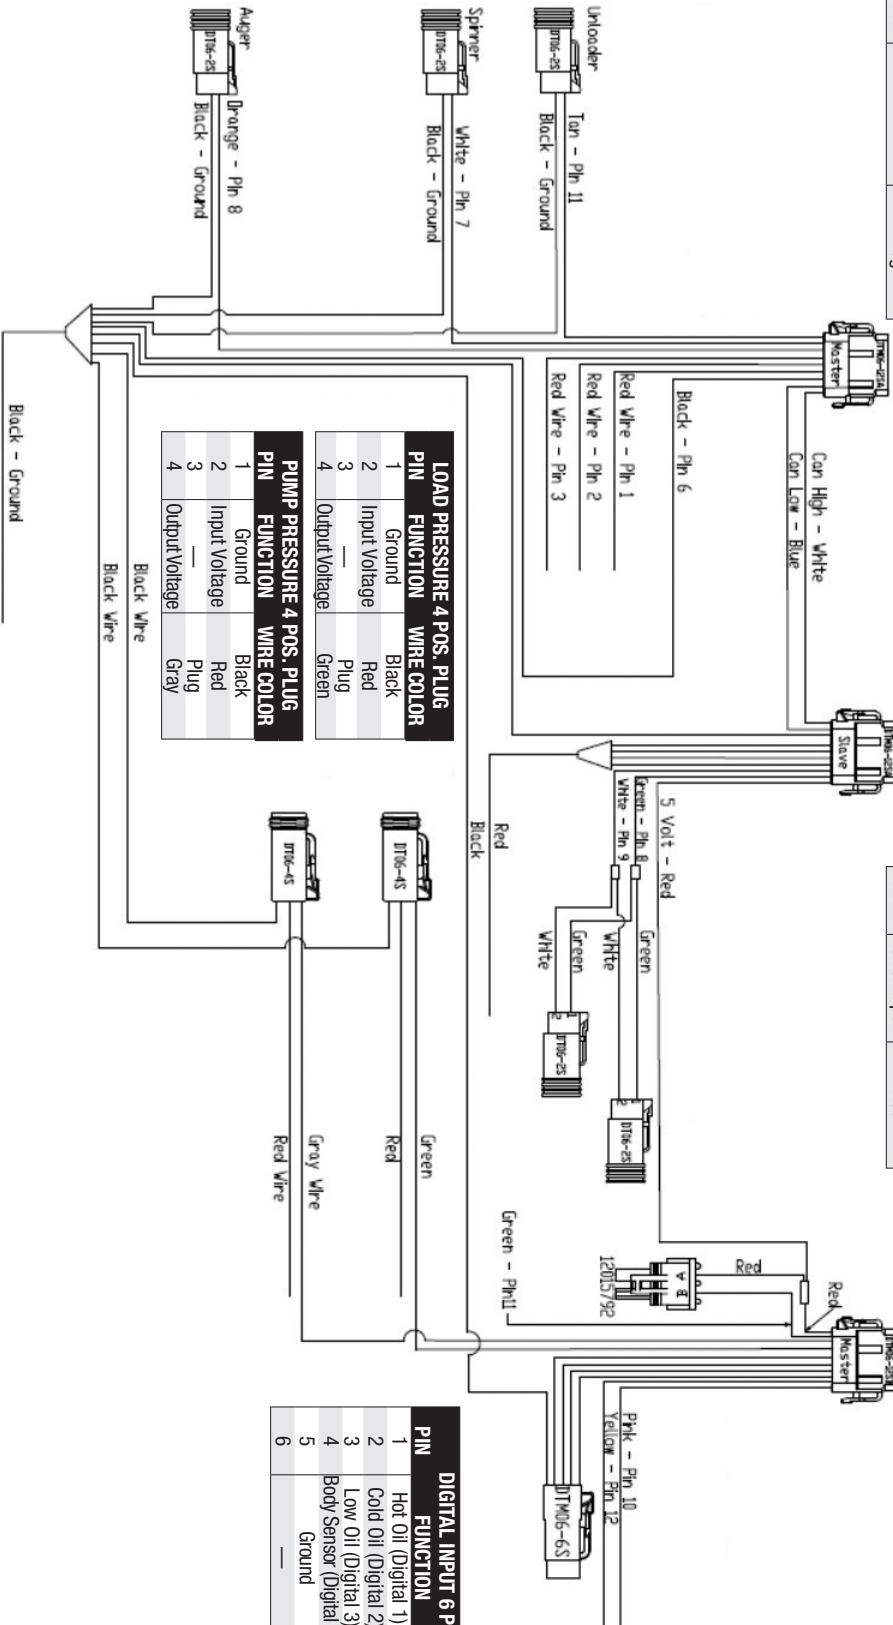 Auger
DT06-2S
Orange - Pin 8
Black - Ground
Spinner
DT06-2S
White - Pin 7
Black - Ground
Unloader
DT06-2S
Tan - Pin 11
Black - Ground
Master
Can High - White
Can Low - Blue
Black - Pin 6
Red Wire - Pin 1
Red Wire - Pin 2
Red Wire - Pin 3
Slave
5 Volt - Red
Green - Pin 8
White - Pin 9
Green
White
1
2
DT06-2S
Green
White
1
2
DT06-2S
Red
Black
Red
Red
A
B
12015792
Green - Pin11
Master
Pink - Pin 10
Yellow - Pin 12
DTM06-6S
DT06-4S
Green
Red
DT06-4S
Gray Wire
Red Wire
Black Wire
Black Wire
Black - Ground
LOAD PRESSURE 4 POS. PLUG
PIN FUNCTION WIRE COLOR
1 Ground Black
2 Input Voltage Red
3 — Plug
4 Output Voltage Green
PUMP PRESSURE 4 POS. PLUG
PIN FUNCTION WIRE COLOR
1 Ground Black
2 Input Voltage Red
3 — Plug
4 Output Voltage Gray
DIGITAL INPUT 6 P
PIN FUNCTION
1 Hot Oil (Digital 1)
2 Cold Oil (Digital 2)
3 Low Oil (Digital 3)
4 Body Sensor (Digital
5 Ground
6 —